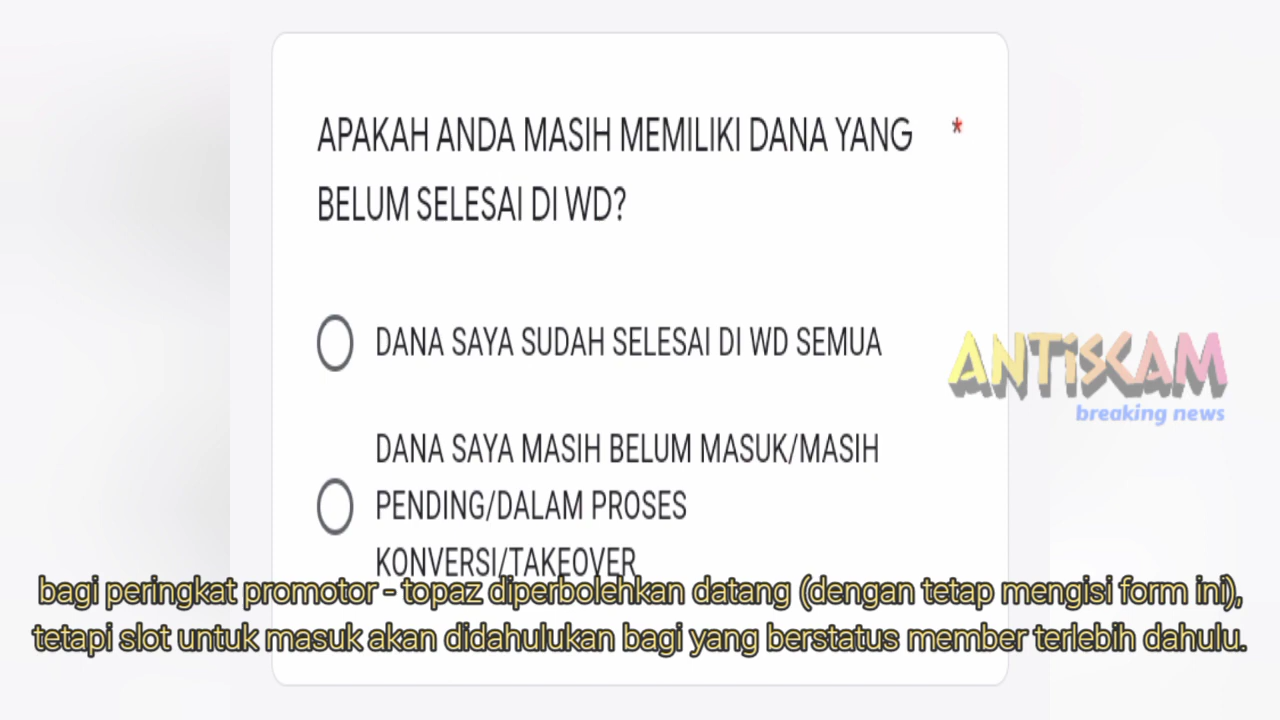 APAKAH ANDA MASIH MEMILIKI DANA YANG *
BELUM SELESAI DI WD?
DANA SAYA SUDAH SELESAI DI WD SEMUA
ANTiSCAM
breaking news
DANA SAYA MASIH BELUM MASUK/MASIH
PENDING/DALAM PROSES
KONVERSI/TAKEOVER
bagi peringkat promotor - topaz diperbolehkan datang (dengan tetap mengisi form ini),
tetapi slot untuk masuk akan didahulukan bagi yang berstatus member terlebih dahulu.